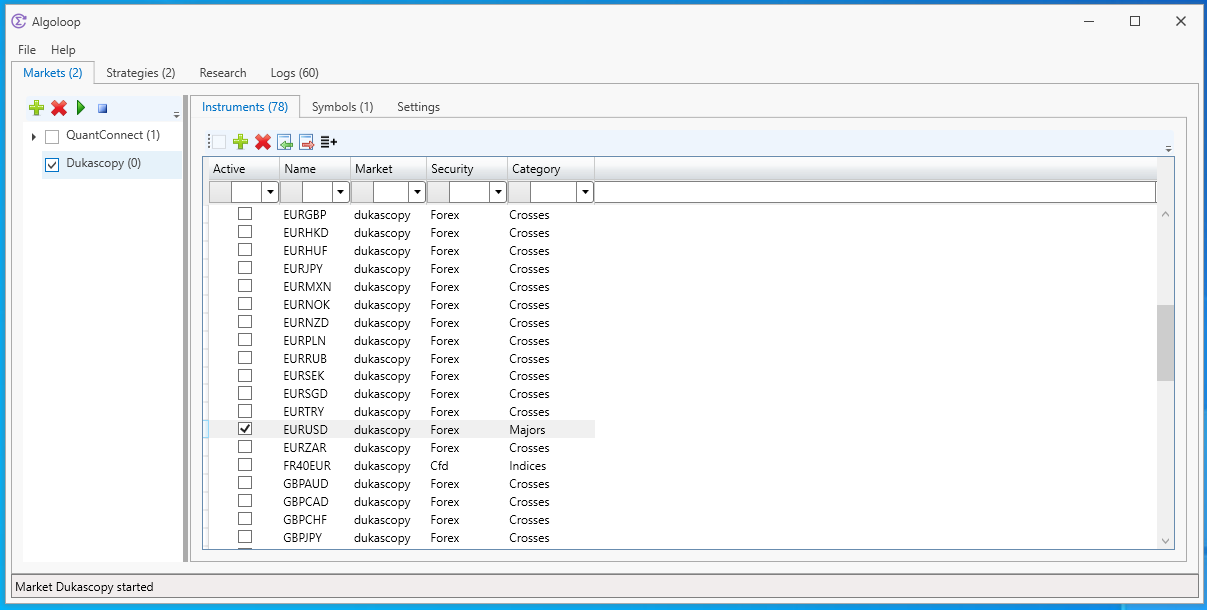 Algoloop
File Help
Markets (2) Strategies (2) Research Logs (60)
QuantConnect (1)
Dukascopy (0)
Instruments (78) Symbols (1) Settings
Active Name Market Security Category
EURGBP dukascopy Forex Crosses
EURHKD dukascopy Forex Crosses
EURHUF dukascopy Forex Crosses
EURJPY dukascopy Forex Crosses
EURMXN dukascopy Forex Crosses
EURNOK dukascopy Forex Crosses
EURNZD dukascopy Forex Crosses
EURPLN dukascopy Forex Crosses
EURRUB dukascopy Forex Crosses
EURSEK dukascopy Forex Crosses
EURSGD dukascopy Forex Crosses
EURTRY dukascopy Forex Crosses
EURUSD dukascopy Forex Majors
EURZAR dukascopy Forex Crosses
FR40EUR dukascopy Cfd Indices
GBPAUD dukascopy Forex Crosses
GBPCAD dukascopy Forex Crosses
GBPCHF dukascopy Forex Crosses
GBPJPY dukascopy Forex Crosses
Market Dukascopy started